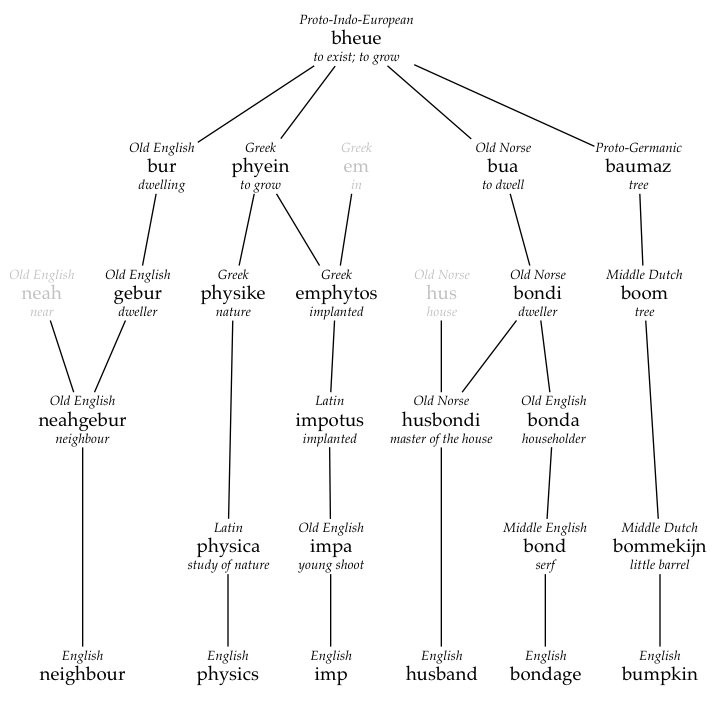 Proto-Indo-European
bheue
to exist; to grow
Old English
bur
dwelling
Greek
phyein
to grow
Greek
em
in
Old Norse
bua
to dwell
Proto-Germanic
baumaz
tree
Old English
neah
near
Old English
gebur
dweller
Greek
physike
nature
Greek
emphytos
implanted
Old Norse
hus
house
Old Norse
bondi
dweller
Middle Dutch
boom
tree
Old English
neahgebur
neighbour
Latin
impotus
implanted
Old Norse
husbondi
master of the house
Old English
bonda
householder
Latin
physica
study of nature
Old English
impa
young shoot
Middle English
bond
serf
Middle Dutch
bommekijn
little barrel
English
neighbour
English
physics
English
imp
English
husband
English
bondage
English
bumpkin